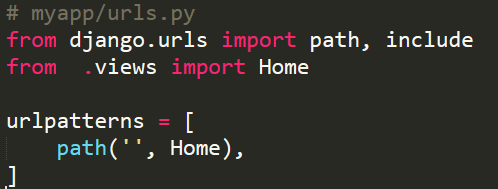 # myapp/urls.py
from django.urls import path, include
from  .views import Home

urlpatterns = [
    path('', Home),
]